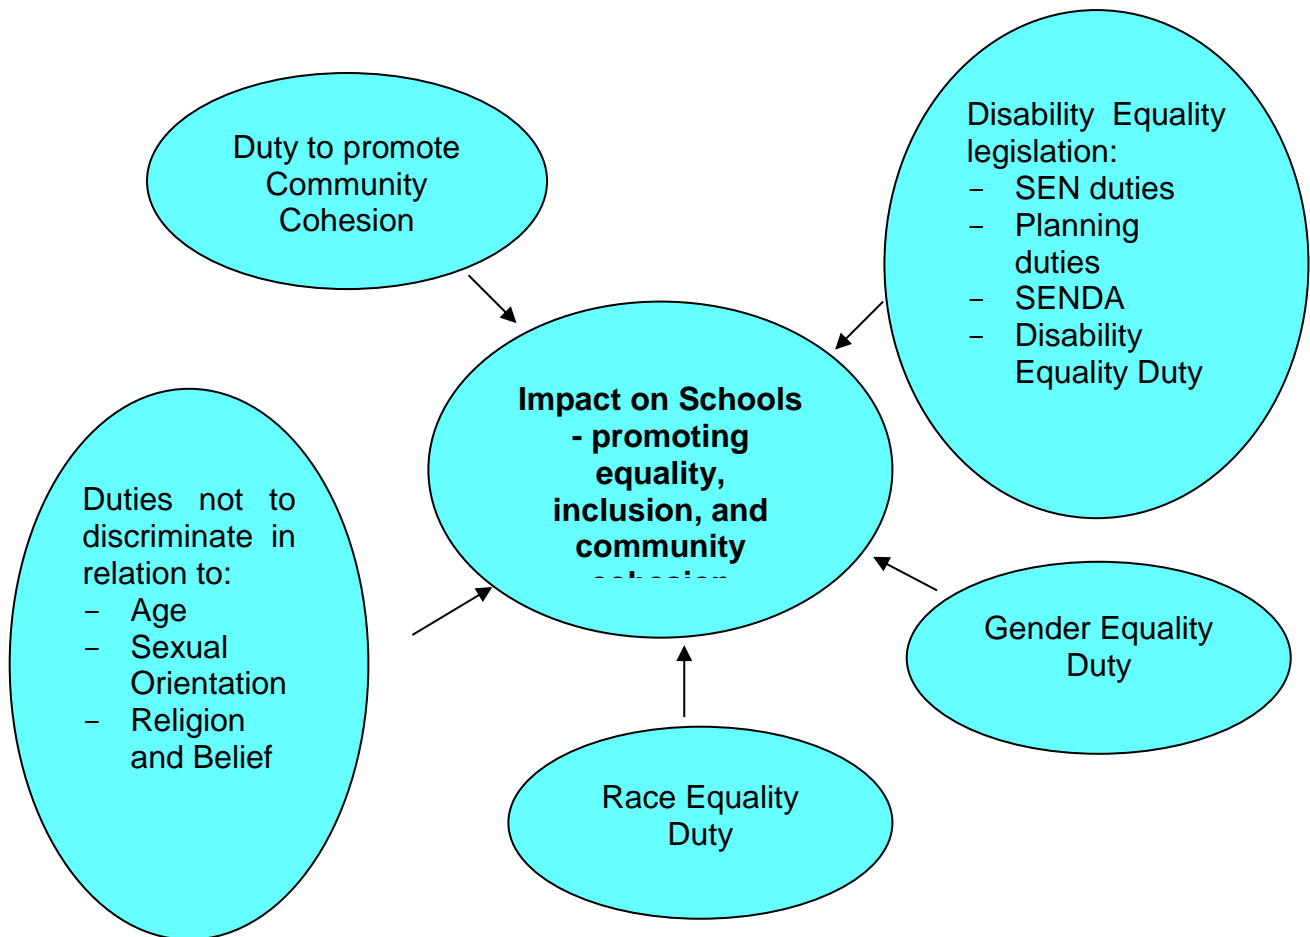 Duty to promote
Community
Cohesion
Disability Equality
legislation:
- SEN duties
- Planning
duties
- SENDA
- Disability
Equality Duty
Impact on Schools
- promoting
equality,
inclusion, and
community
Duties not to
discriminate in
relation to:
- Age
- Sexual
Orientation
- Religion
and Belief
Gender Equality
Duty
Race Equality
Duty